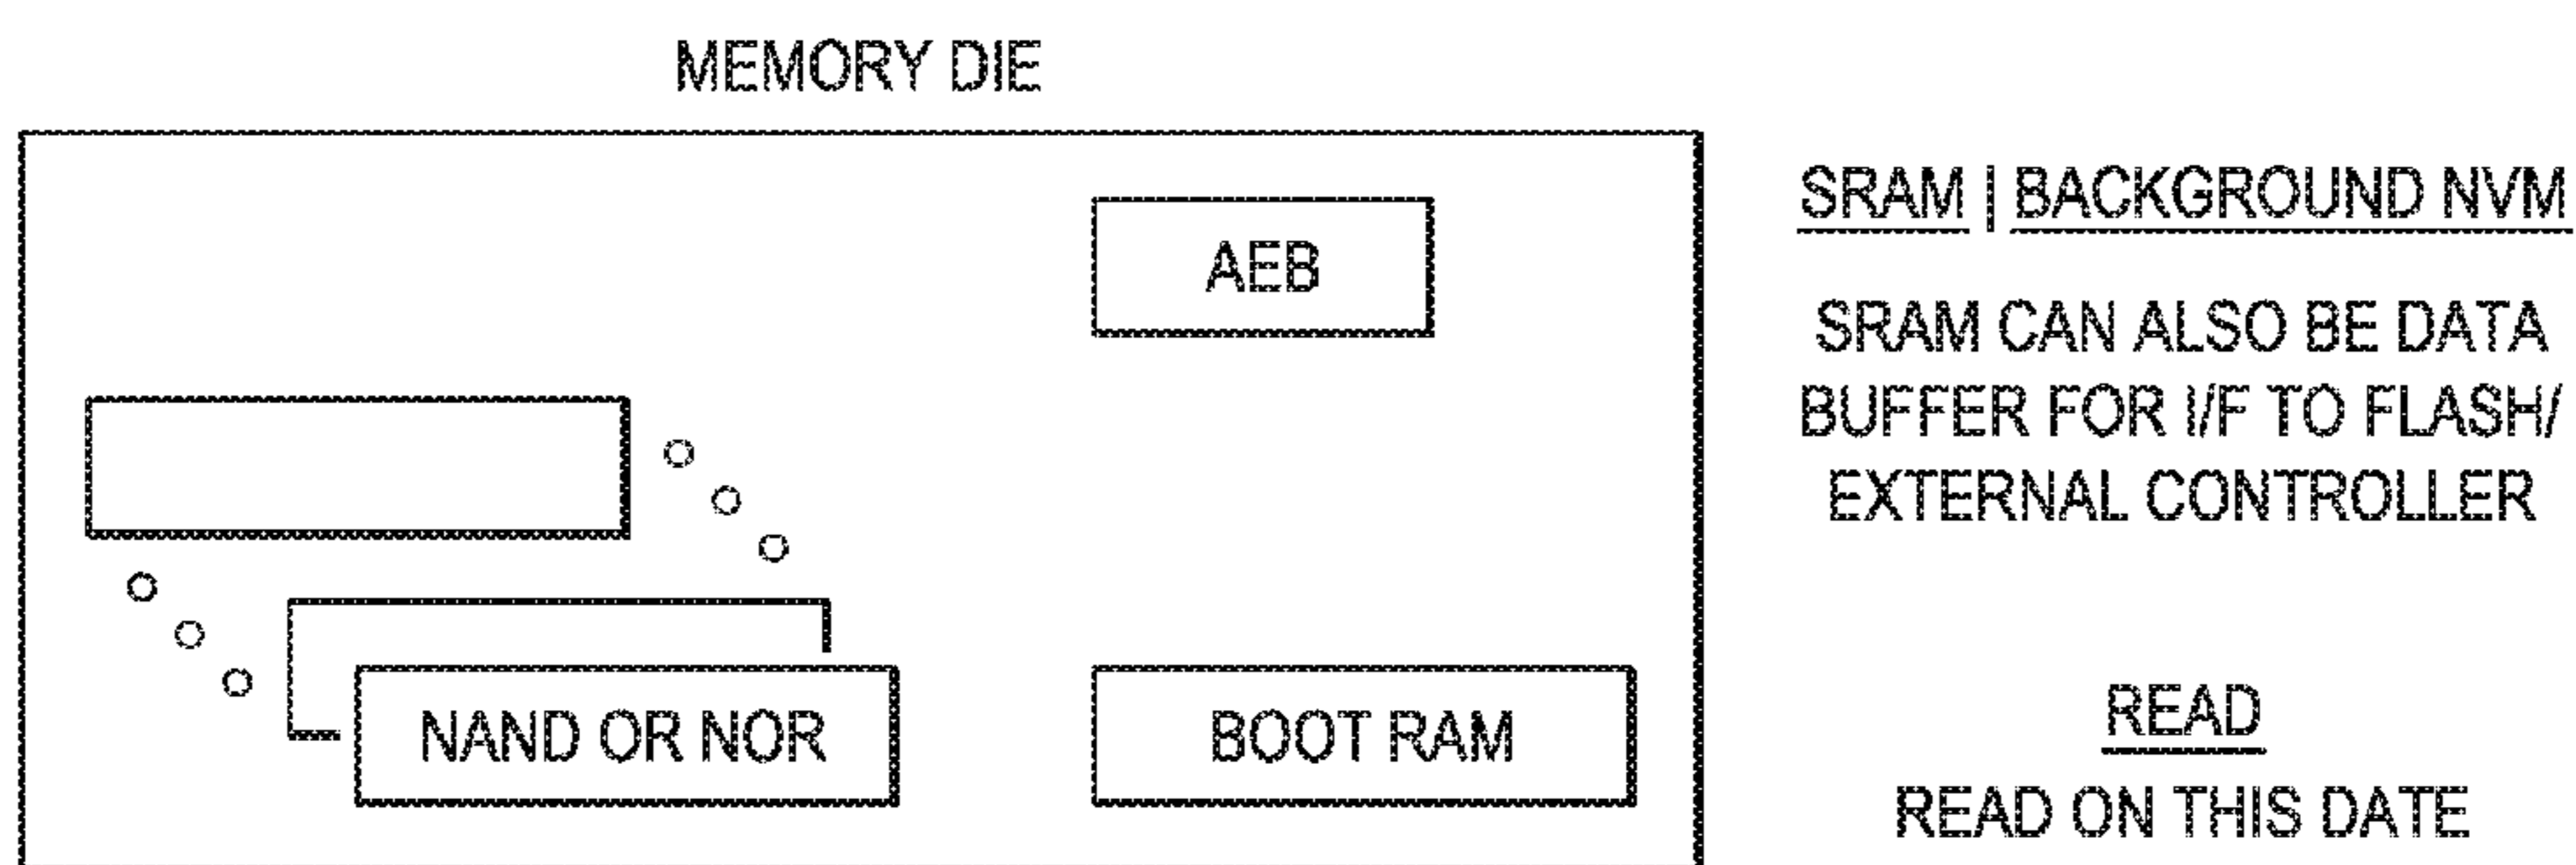 MEMORY DIE
AEB
NAND OR NOR
BOOT RAM
SRAM | BACKGROUND NVM
SRAM CAN ALSO BE DATA
BUFFER FOR I/F TO FLASH/
EXTERNAL CONTROLLER
READ
READ ON THIS DATE